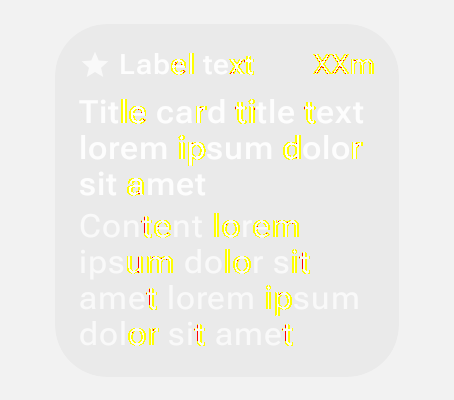 Label text XXm
Title card title text
lorem ipsum dolor
sit amet
Content lorem
ipsum dolor sit
amet lorem ipsum
dolor sit amet